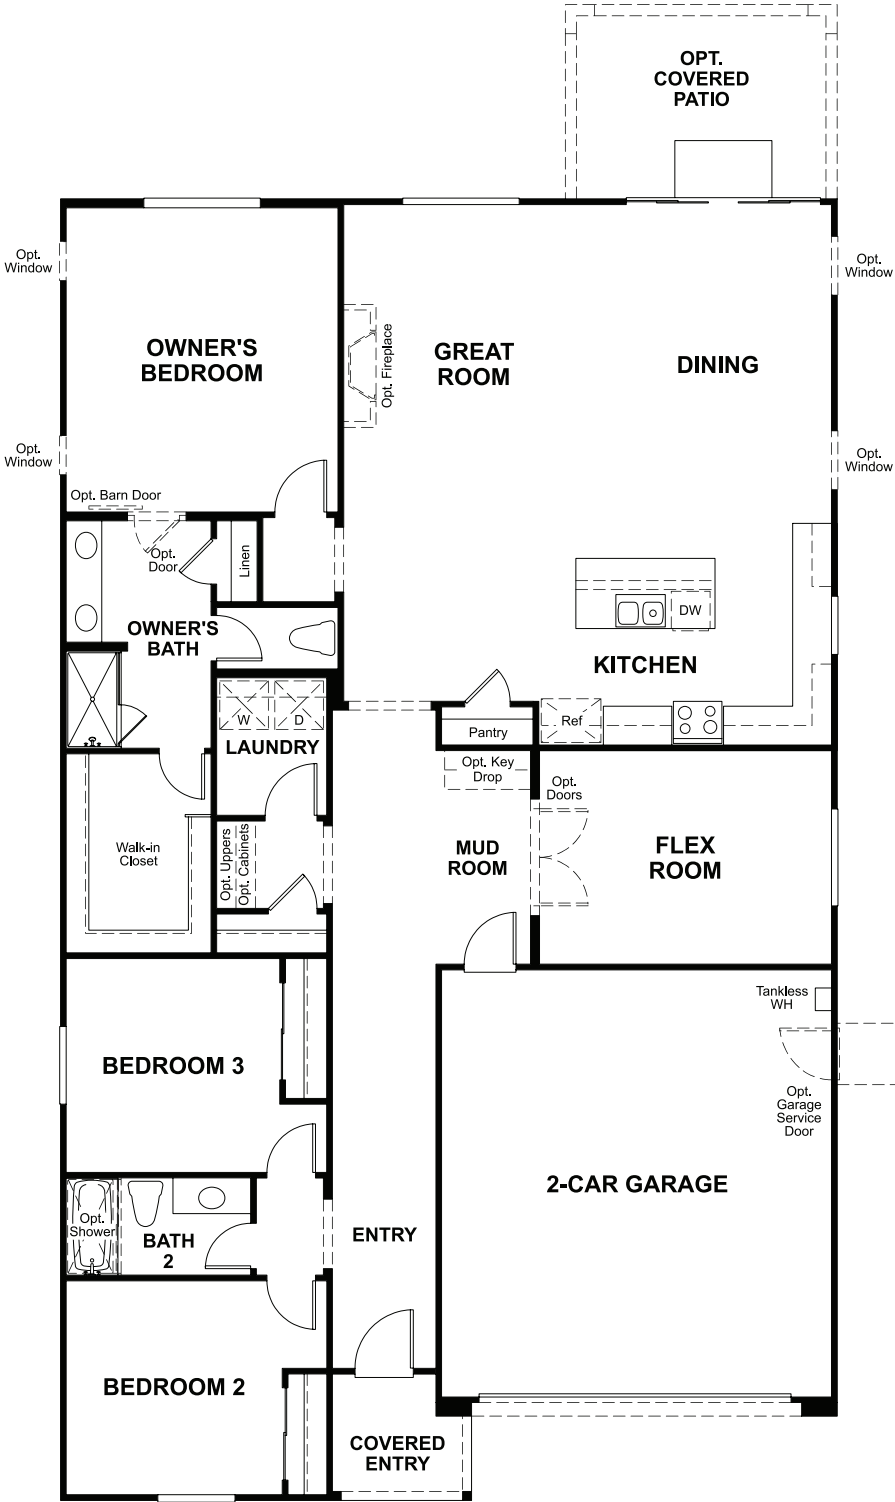 OPT.
COVERED
PATIO
Opt.
Window
Opt.
Window
OWNER'S
BEDROOM
Opt. Fireplace
GREAT
ROOM
DINING
Opt.
Window
Opt.
Window
Opt. Barn Door
Opt.
Door
Linen
DW
OWNER'S
BATH
KITCHEN
W
D
Ref
Pantry
LAUNDRY
Opt. Key
Drop
Opt.
Doors
Walk-in
Closet
Opt. Uppers
Opt. Cabinets
MUD
ROOM
FLEX
ROOM
Tankless
WH
BEDROOM 3
Opt.
Garage
Service
Door
2-CAR GARAGE
Opt.
Shower
BATH
2
ENTRY
BEDROOM 2
COVERED
ENTRY